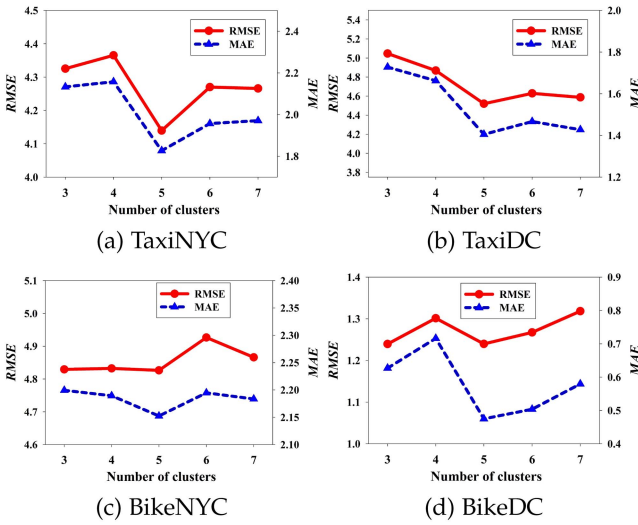 4.5
4.4
4.3
4.2
4.1
4.0
RMSE
RMSE
MAE
2.4
2.2
2.0
1.8
MAE
3 4 5 6 7
Number of clusters
(a) TaxiNYC
5.4
5.2
5.0
4.8
4.6
4.4
4.2
4.0
3.8
RMSE
RMSE
MAE
2.0
1.8
1.6
1.4
1.2
MAE
3 4 5 6 7
Number of clusters
(b) TaxiDC
5.1
5.0
4.9
4.8
4.7
4.6
RMSE
RMSE
MAE
2.40
2.35
2.30
2.25
2.20
2.15
2.10
MAE
3 4 5 6 7
Number of clusters
(c) BikeNYC
1.4
1.3
1.2
1.1
1.0
RMSE
RMSE
MAE
0.9
0.8
0.7
0.6
0.5
0.4
MAE
3 4 5 6 7
Number of clusters
(d) BikeDC